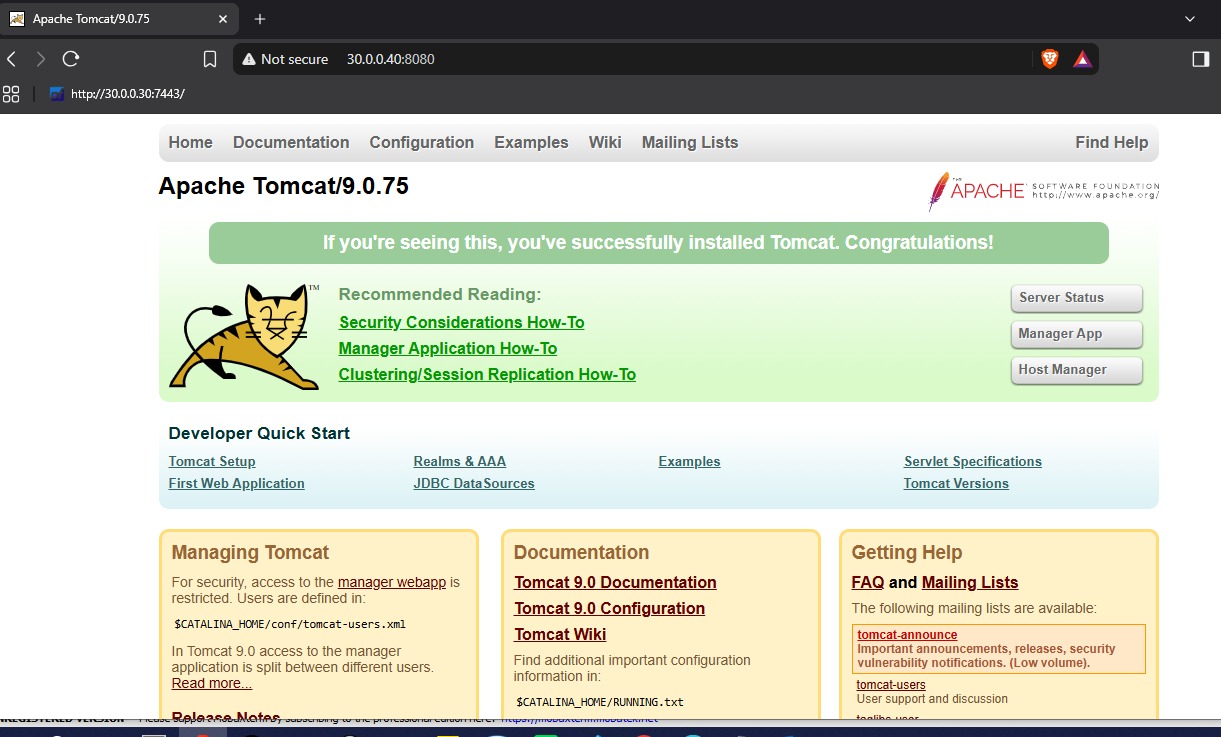 Apache Tomcat/9.0.75
Not secure 30.0.0.40:8080
http://30.0.0.30:7443/
Home Documentation Configuration Examples Wiki Mailing Lists Find Help
Apache Tomcat/9.0.75
THE APACHE SOFTWARE FOUNDATION
http://www.apache.org/
If you're seeing this, you've successfully installed Tomcat. Congratulations!
TM
Recommended Reading:
Security Considerations How-To
Manager Application How-To
Clustering/Session Replication How-To
Server Status
Manager App
Host Manager
Developer Quick Start
Tomcat Setup
First Web Application
Realms & AAA
JDBC DataSources
Examples
Servlet Specifications
Tomcat Versions
Managing Tomcat
For security, access to the manager webapp is
restricted. Users are defined in:
$CATALINA_HOME/conf/tomcat-users.xml
In Tomcat 9.0 access to the manager
application is split between different users.
Read more...
Release Notes
Documentation
Tomcat 9.0 Documentation
Tomcat 9.0 Configuration
Tomcat Wiki
Find additional important configuration
information in:
$CATALINA_HOME/RUNNING.txt
Getting Help
FAQ and Mailing Lists
The following mailing lists are available:
tomcat-announce
Important announcements, releases, security
vulnerability notifications. (Low volume).
tomcat-users
User support and discussion
taglibs-user